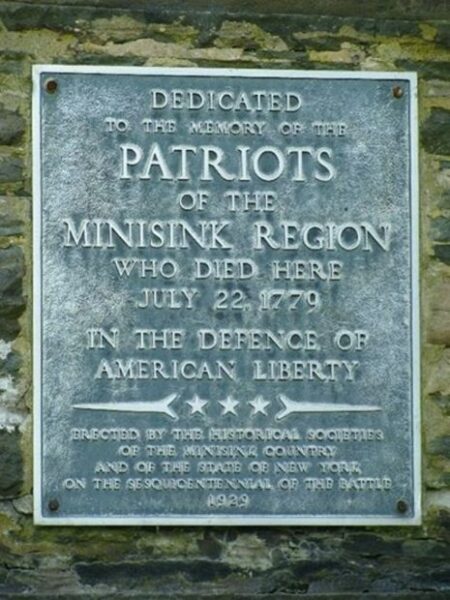 DEDICATED
TO THE MEMORY OF THE
PATRIOTS
OF THE
MINISINK REGION
WHO DIED HERE
JULY 22, 1779
IN THE DEFENCE OF
AMERICAN LIBERTY
ERECTED BY THE HISTORICAL SOCIETIES
OF THE MINISINK COUNTRY
AND OF THE STATE OF NEW YORK
ON THE SESQUICENTENNIAL OF THE BATTLE
1929